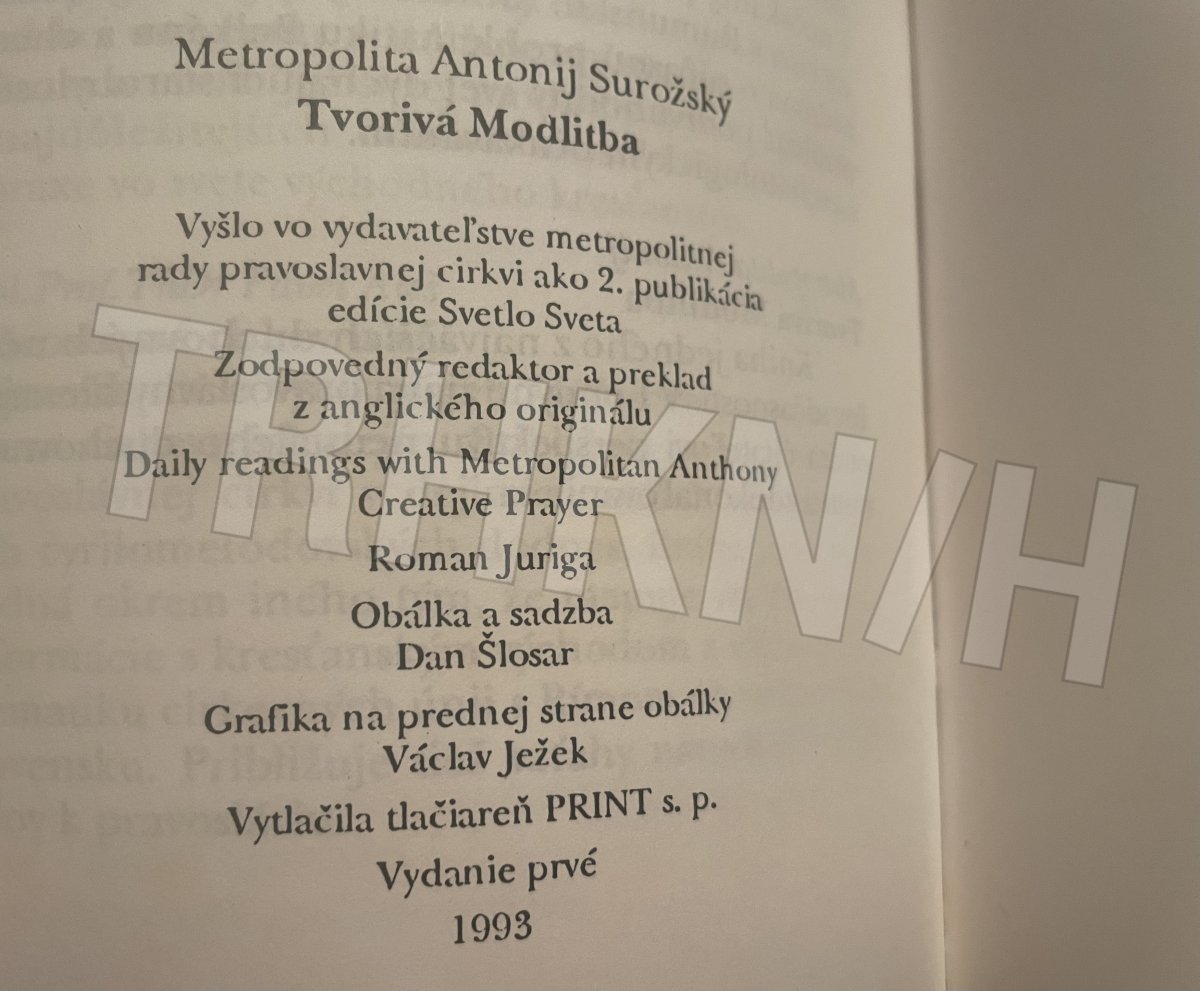 Metropolita Antonij Surožský
Tvorivá Modlitba
Vyšlo vo vydavateľstve metropolitnej
rady pravoslavnej cirkvi ako 2. publikácia
edície Svetlo Sveta
Zodpovedný redaktor a preklad
z anglického originálu
Daily readings with Metropolitan Anthony
Creative Prayer
Roman Juriga
Obálka a sadzba
Dan Šlosar
Grafika na prednej strane obálky
Václav Ježek
Vytlačila tlačiareň PRINT s. p.
Vydanie prvé
1993
TRHKN/H